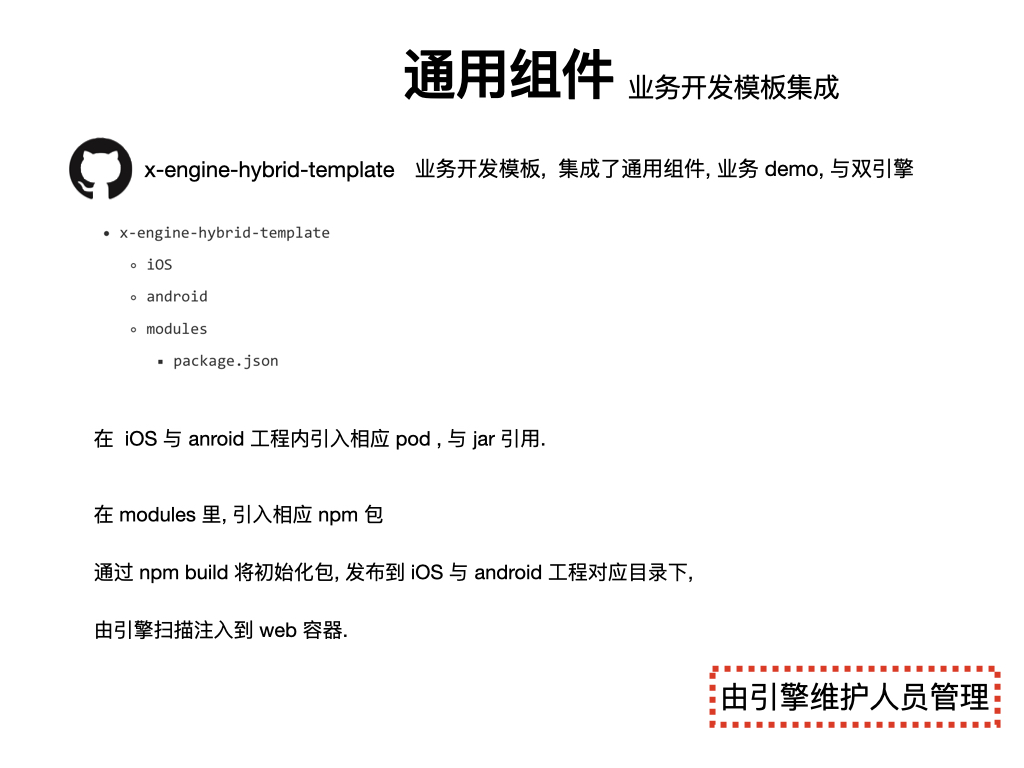 通用组件 业务开发模板集成
x-engine-hybrid-template 业务开发模板, 集成了通用组件, 业务 demo, 与双引擎
• x-engine-hybrid-template
◦ iOS
◦ android
◦ modules
▪ package.json
在 iOS 与 anroid 工程内引入相应 pod , 与 jar 引用.
在 modules 里, 引入相应 npm 包
通过 npm build 将初始化包, 发布到 iOS 与 android 工程对应目录下,
由引擎扫描注入到 web 容器.
由引擎维护人员管理